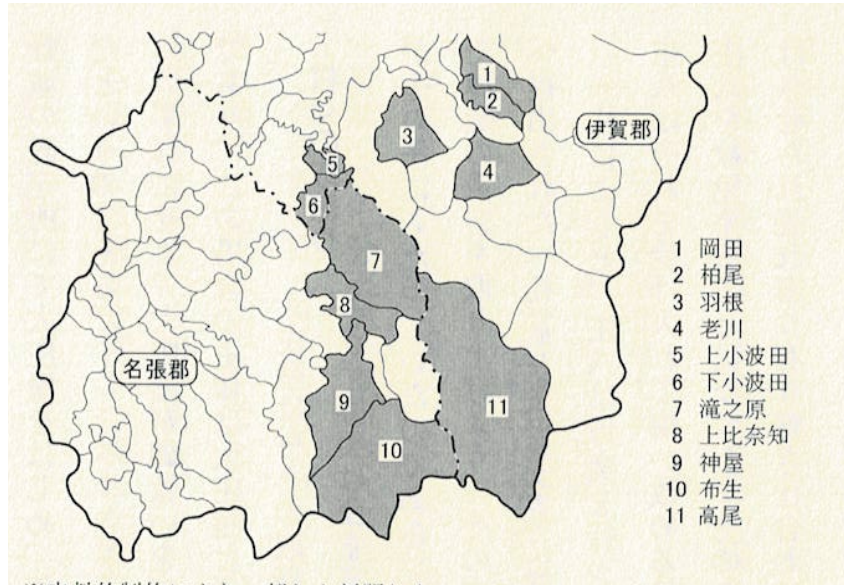 1
2
伊賀郡
3
4
5
6
7
8
名張郡
9
10
11
1 岡田
2 柏尾
3 羽根
4 老川
5 上小波田
6 下小波田
7 滝之原
8 上比奈知
9 神屋
10 布生
11 高尾